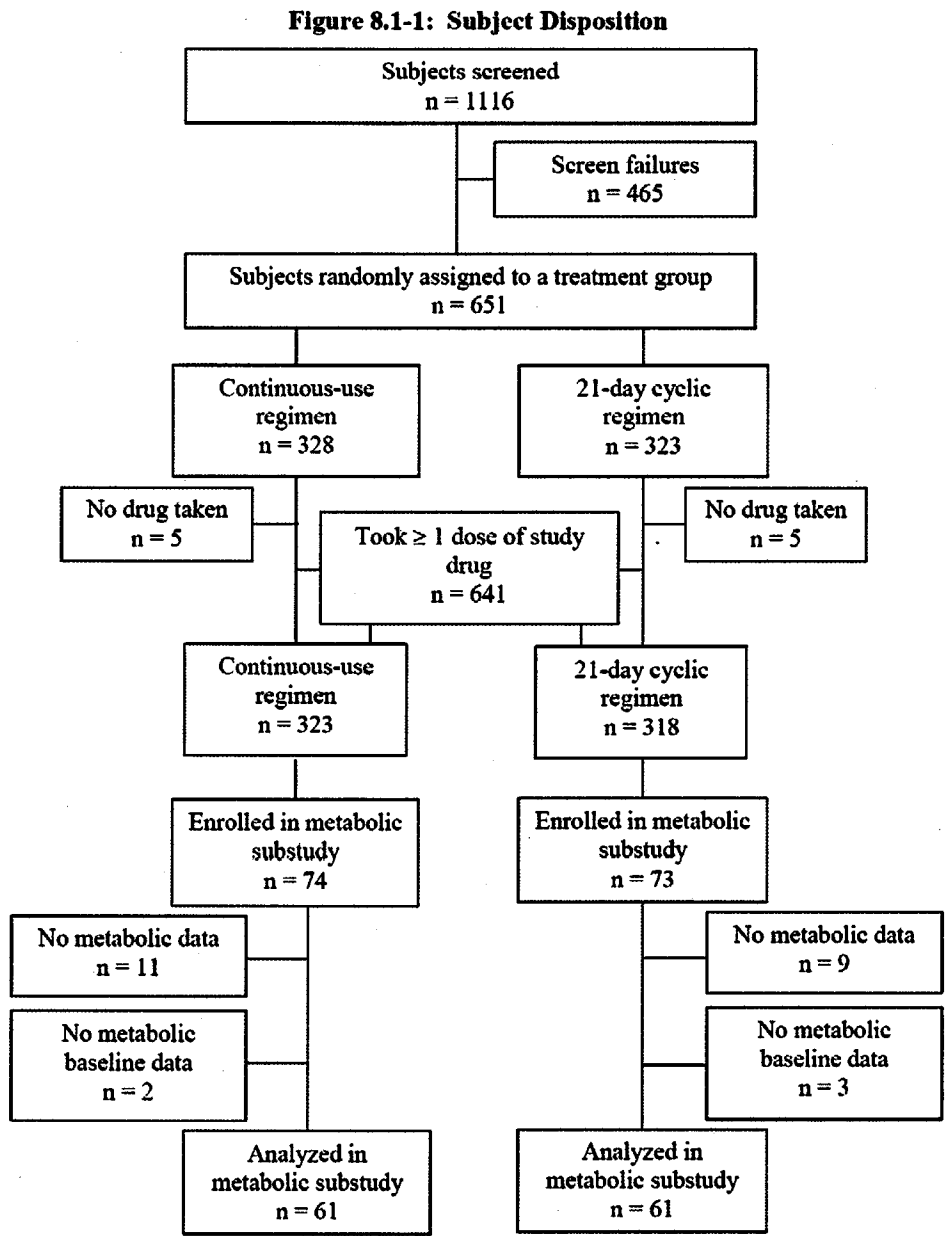 Figure 8.1-1: Subject Disposition
Subjects screened
n = 1116
Screen failures
n = 465
Subjects randomly assigned to a treatment group
n = 651
Continuous-use
regimen
n = 328
21-day cyclic
regimen
n = 323
No drug taken
n = 5
Took ≥ 1 dose of study
drug
n = 641
No drug taken
n = 5
Continuous-use
regimen
n = 323
21-day cyclic
regimen
n = 318
Enrolled in metabolic
substudy
n = 74
Enrolled in metabolic
substudy
n = 73
No metabolic data
n = 11
No metabolic data
n = 9
No metabolic
baseline data
n = 2
No metabolic
baseline data
n = 3
Analyzed in
metabolic substudy
n = 61
Analyzed in
metabolic substudy
n = 61